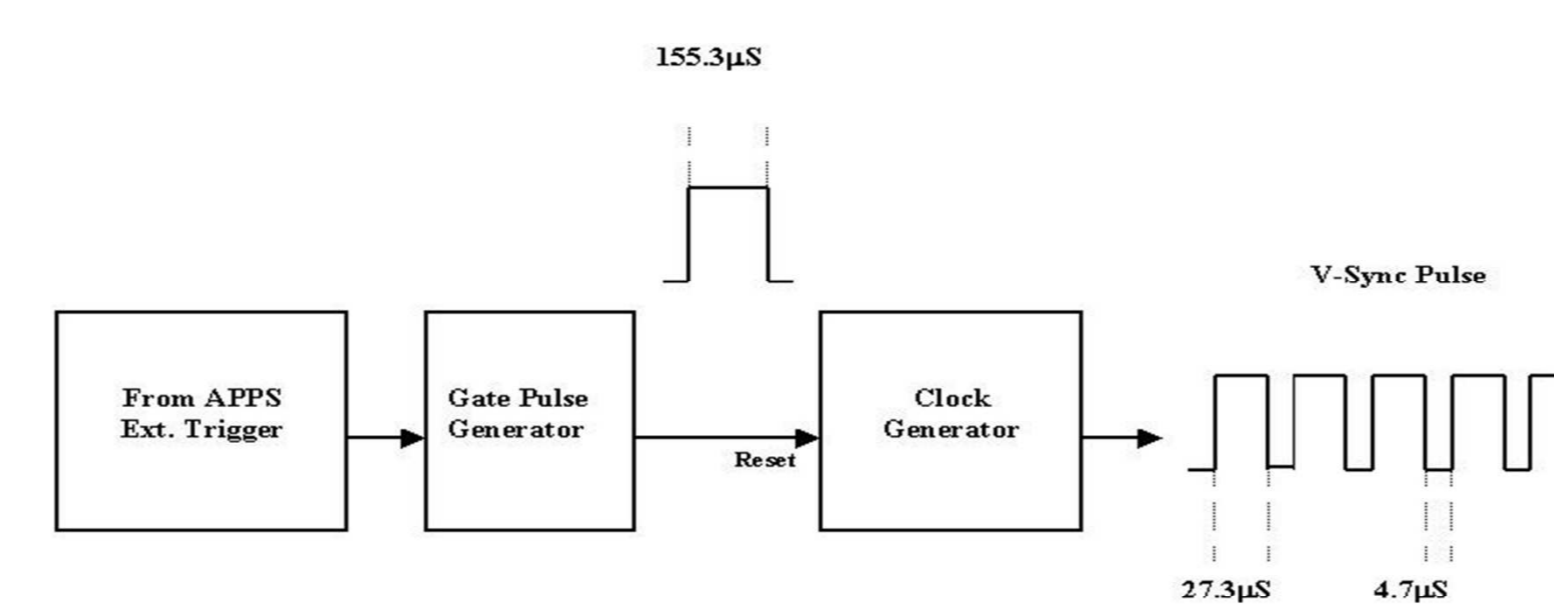 155.3μS
V-Sync Pulse
From APPS
Ext. Trigger
Gate Pulse
Generator
Reset
Clock
Generator
27.3μS
4.7μS